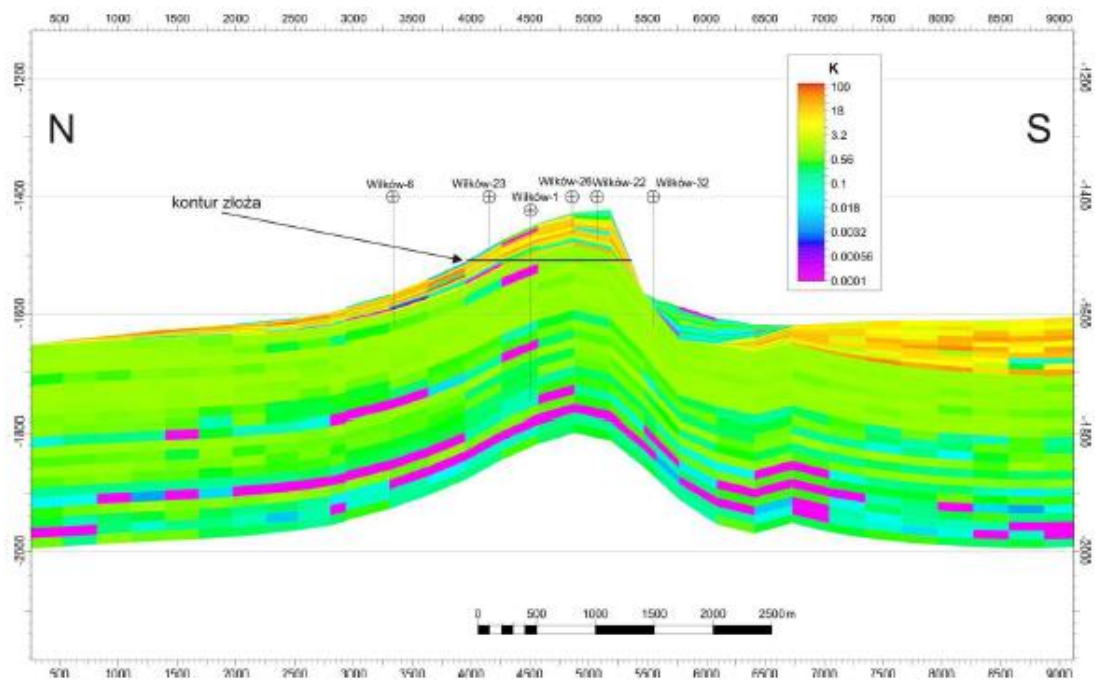 500 1000 1500 2000 2500 3000 3500 4000 4500 5000 5500 6000 6500 7000 7500 8000 8500 9000
-1200 -1200
K
100
18
3.2
0.56
0.1
0.018
0.0032
0.00056
0.0001
N S
Wilków-6 Wilków-23 Wilków-26 Wilków-22 Wilków-32
-1400 -1400
Wilków-1
kontur złoża
-1600 -1600
-1800 -1800
-2000 -2000
0 500 1000 1500 2000 2500m
500 1000 1500 2000 2500 3000 3500 4000 4500 5000 5500 6000 6500 7000 7500 8000 8500 9000